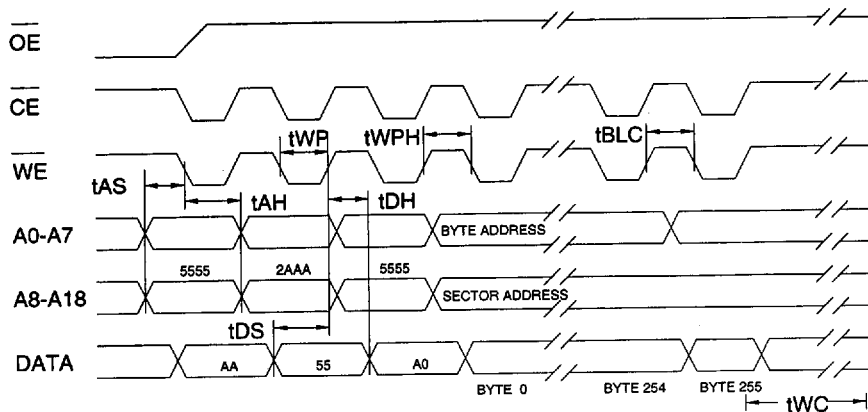 OE
CE
tWP tWPH tBLC
WE
tAS
tAH tDH
A0-A7 BYTE ADDRESS
5555 2AAA 5555
A8-A18 SECTOR ADDRESS
tDS
DATA AA 55 A0
BYTE 0 BYTE 254 BYTE 255
tWC